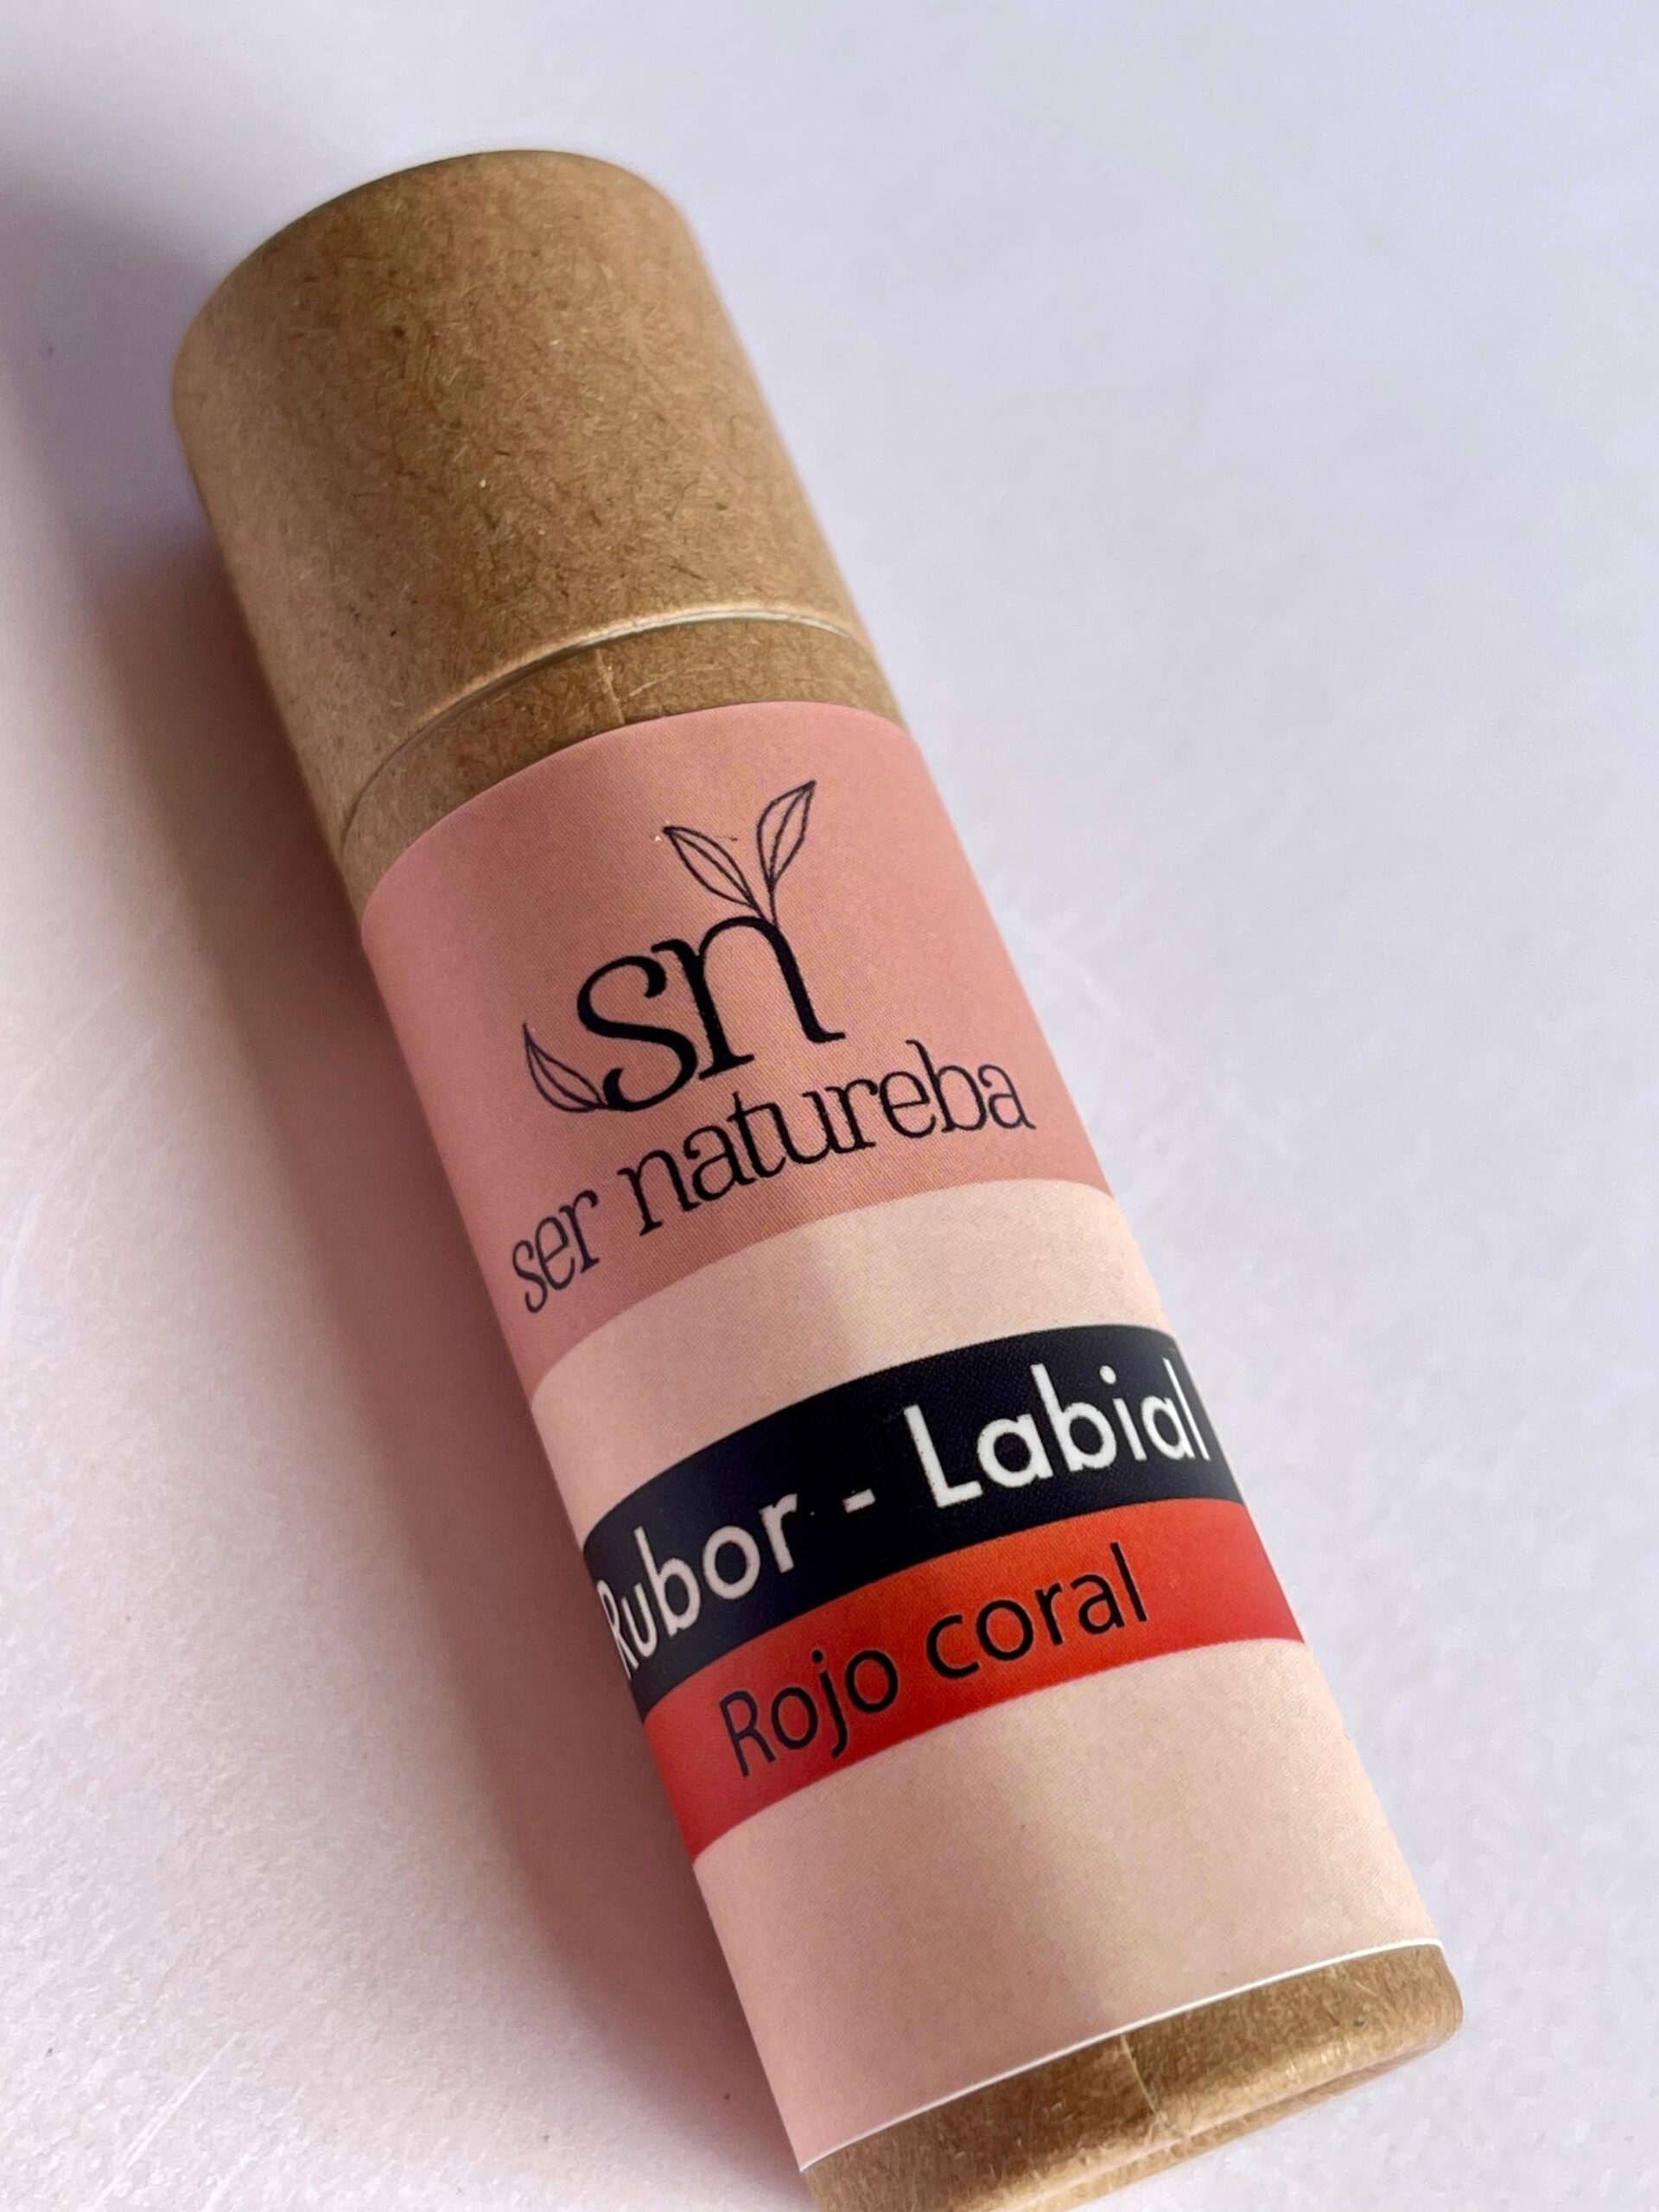 sn
ser natureba
Rubor - Labial
Rojo coral